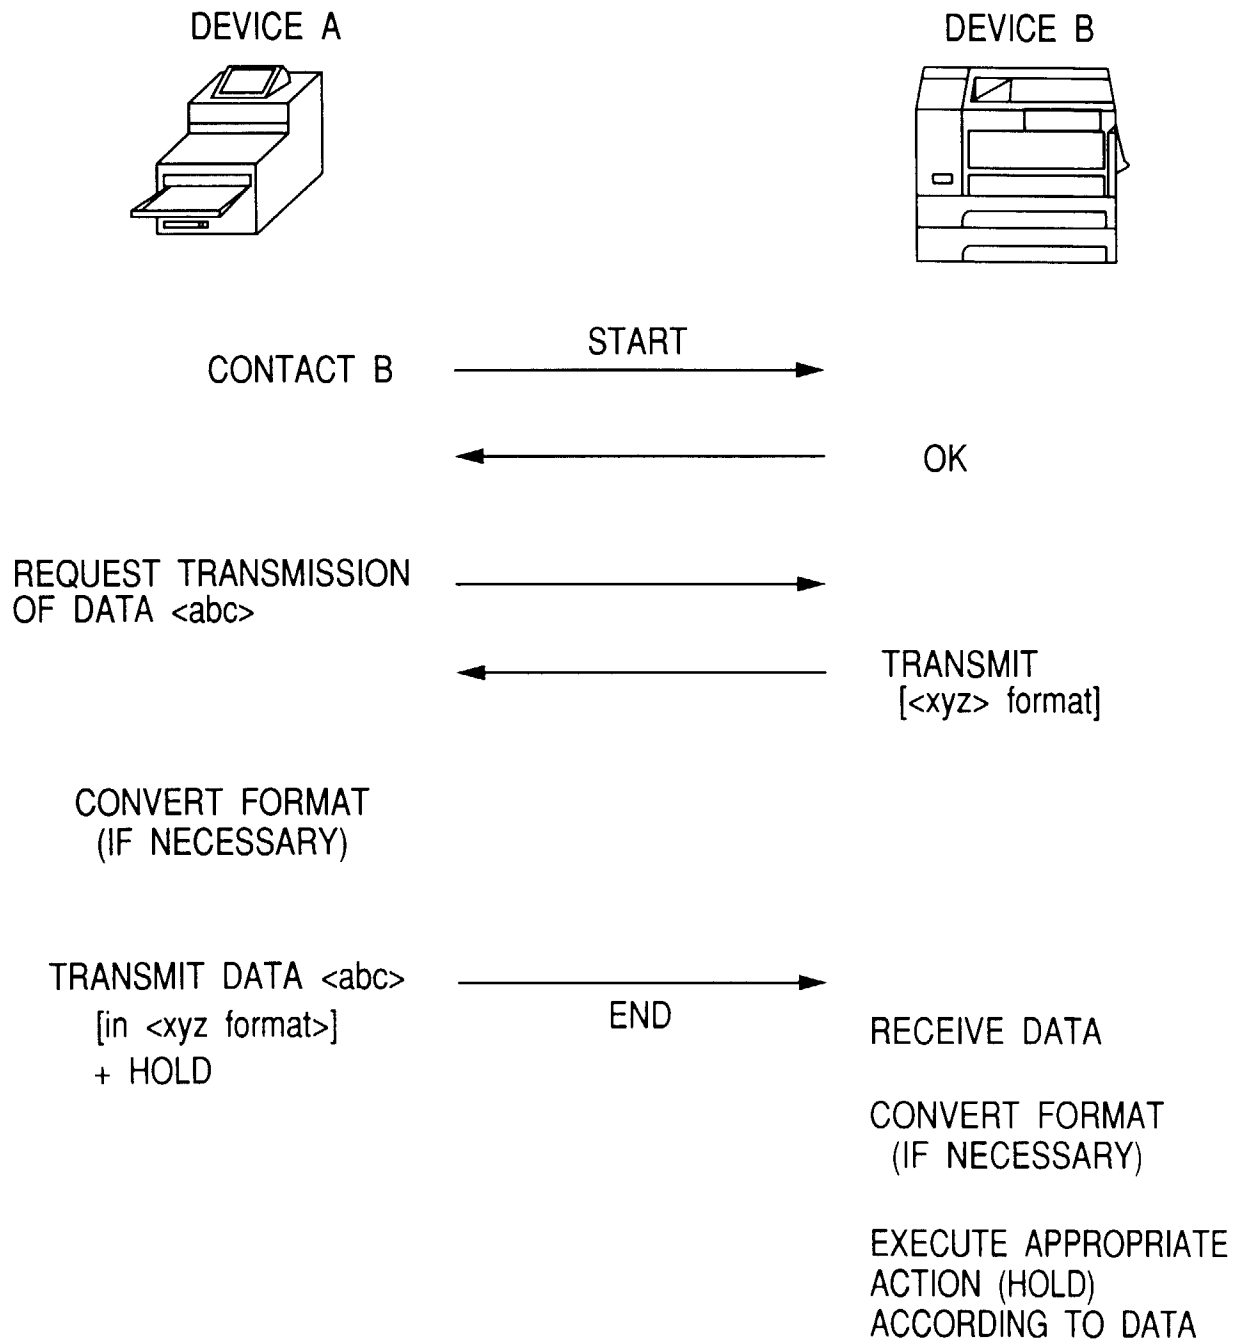 DEVICE A
DEVICE B
START
CONTACT B
OK
REQUEST TRANSMISSION
OF DATA <abc>
TRANSMIT
[<xyz> format]
CONVERT FORMAT
(IF NECESSARY)
TRANSMIT DATA <abc>
[in <xyz format>]
+ HOLD
END
RECEIVE DATA
CONVERT FORMAT
(IF NECESSARY)
EXECUTE APPROPRIATE
ACTION (HOLD)
ACCORDING TO DATA